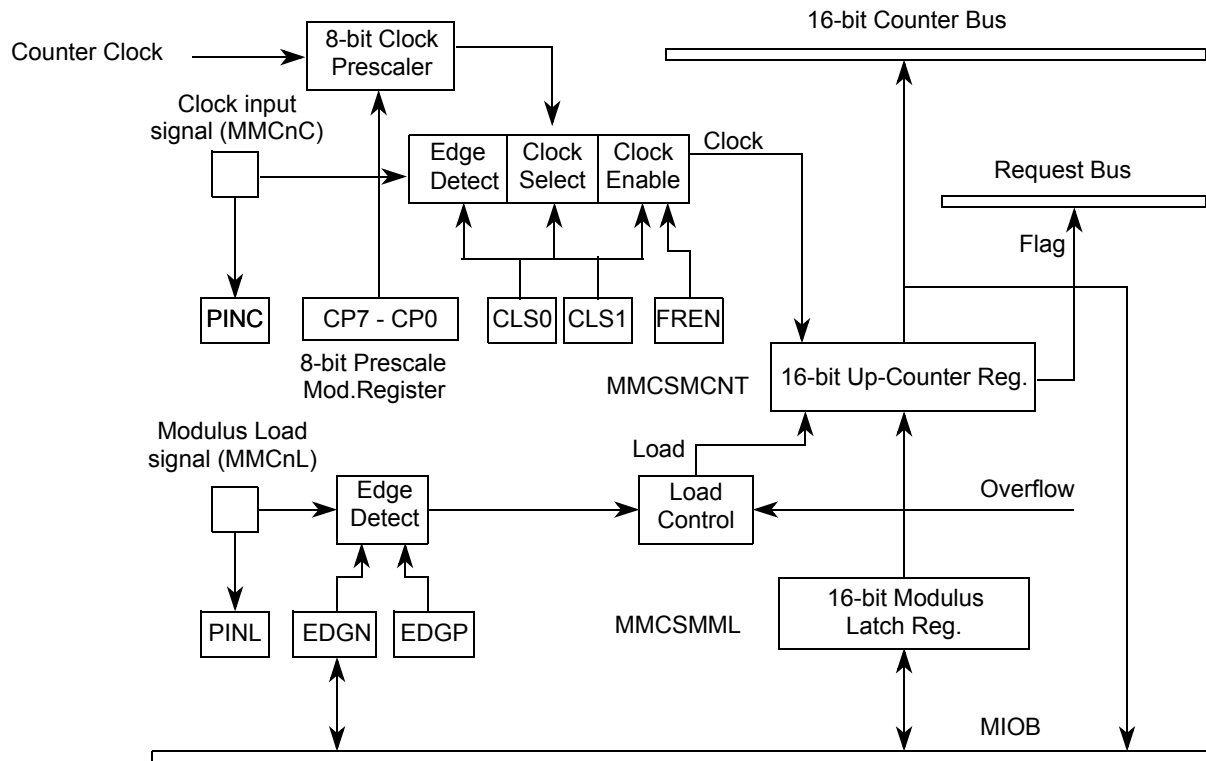 16-bit Counter Bus
Counter Clock
8-bit Clock
Prescaler
Clock input
signal (MMCnC)
Edge
Detect
Clock
Select
Clock
Enable
Clock
Request Bus
Flag
PINC
CP7 - CP0
CLS0
CLS1
FREN
8-bit Prescale
Mod.Register
MMCSMCNT
16-bit Up-Counter Reg.
Modulus Load
signal (MMCnL)
Load
Edge
Detect
Load
Control
Overflow
PINL
EDGN
EDGP
MMCSMML
16-bit Modulus
Latch Reg.
MIOB